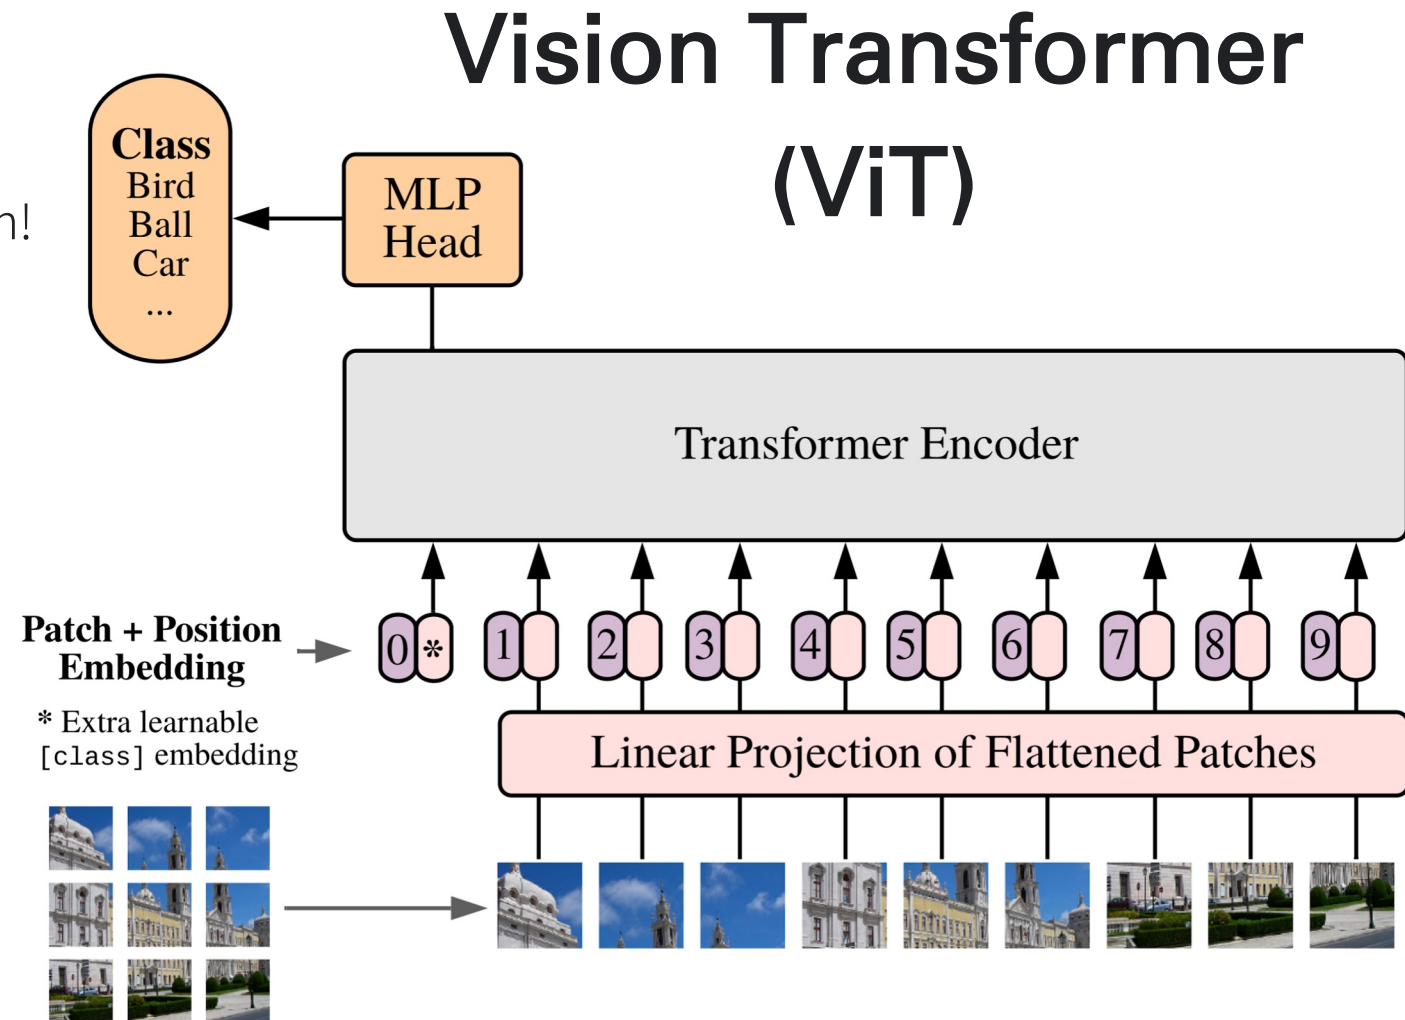 Vision Transformer
(ViT)
n!
Class
Bird
Ball
Car
...
MLP
Head
Transformer Encoder
Patch + Position
Embedding
* Extra learnable
[class] embedding
0 * 1 2 3 4 5 6 7 8 9
Linear Projection of Flattened Patches